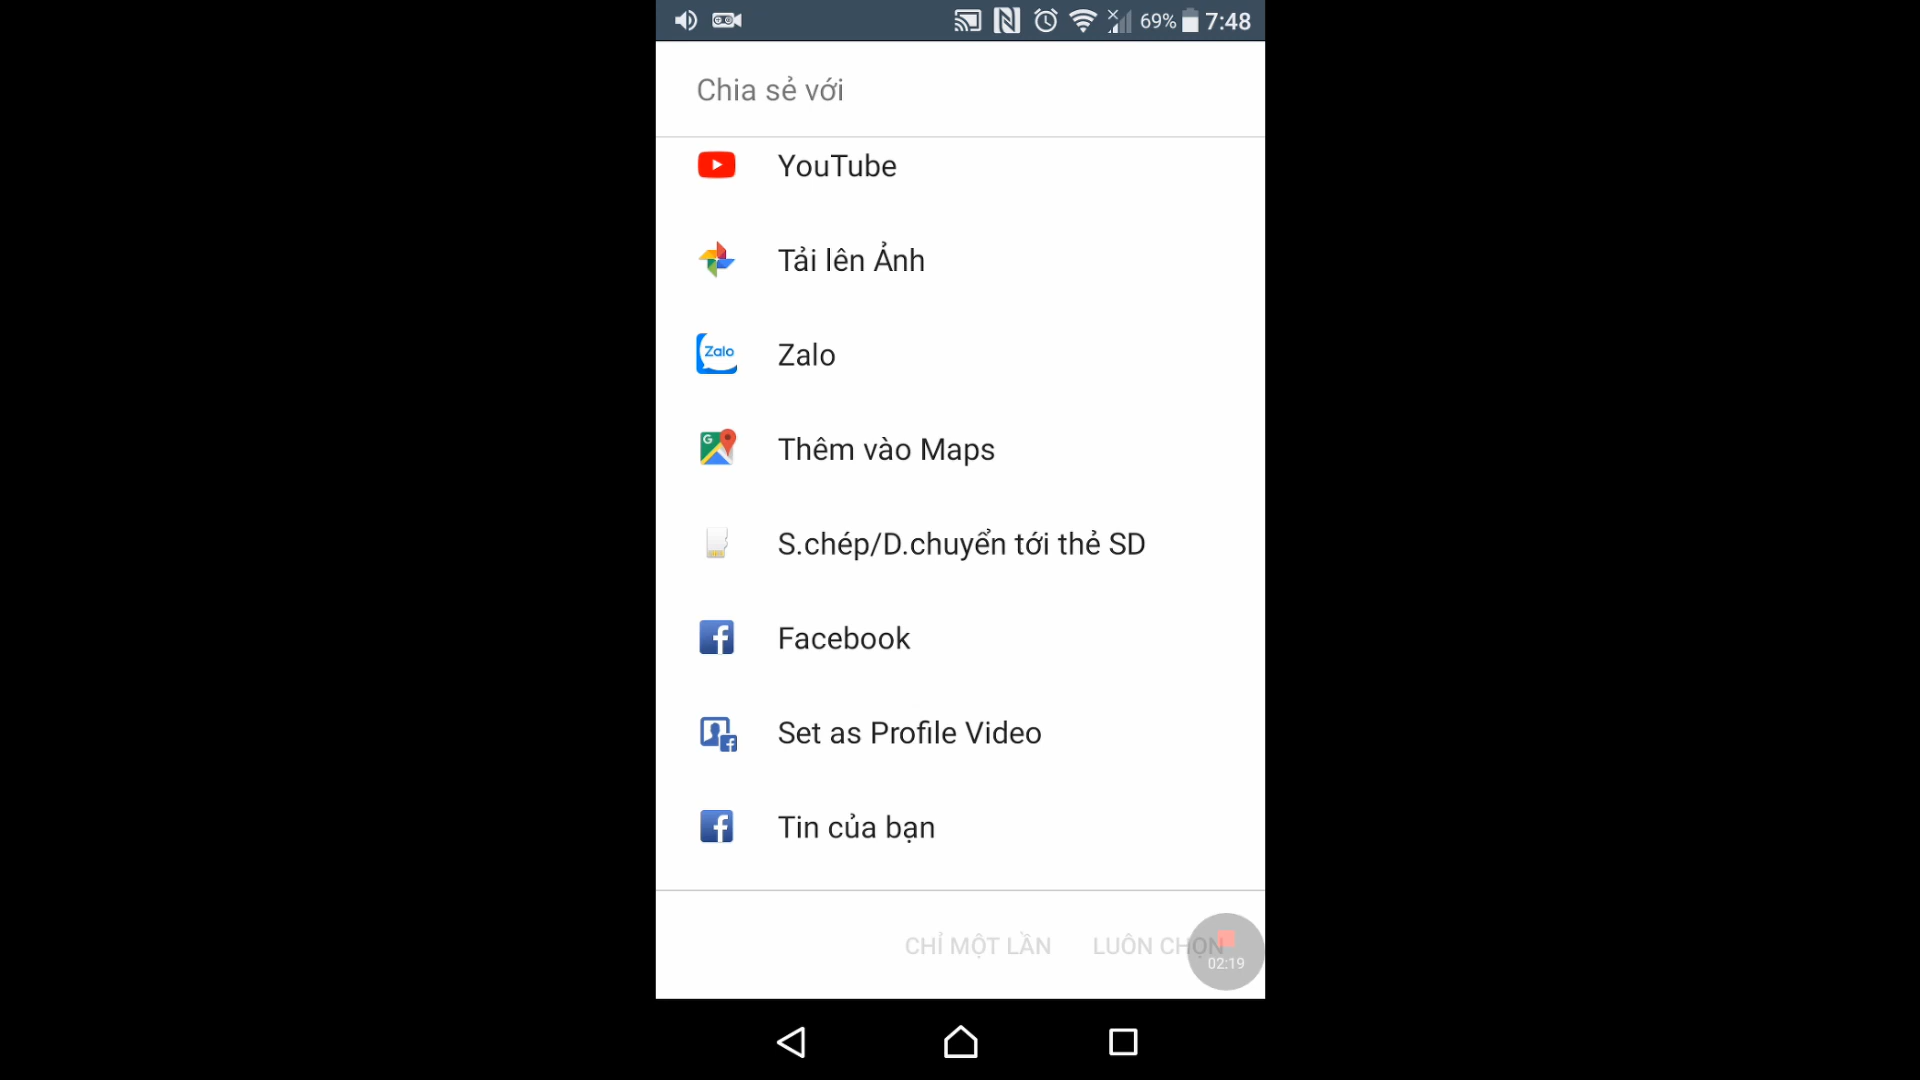 69% 7:48
Chia sẻ với
YouTube
Tải lên Ảnh
Zalo
Zalo
Thêm vào Maps
G
S.chép/D.chuyển tới thẻ SD
Facebook
Set as Profile Video
Tin của bạn
CHỈ MỘT LẦN LUÔN CHỌN
02:19